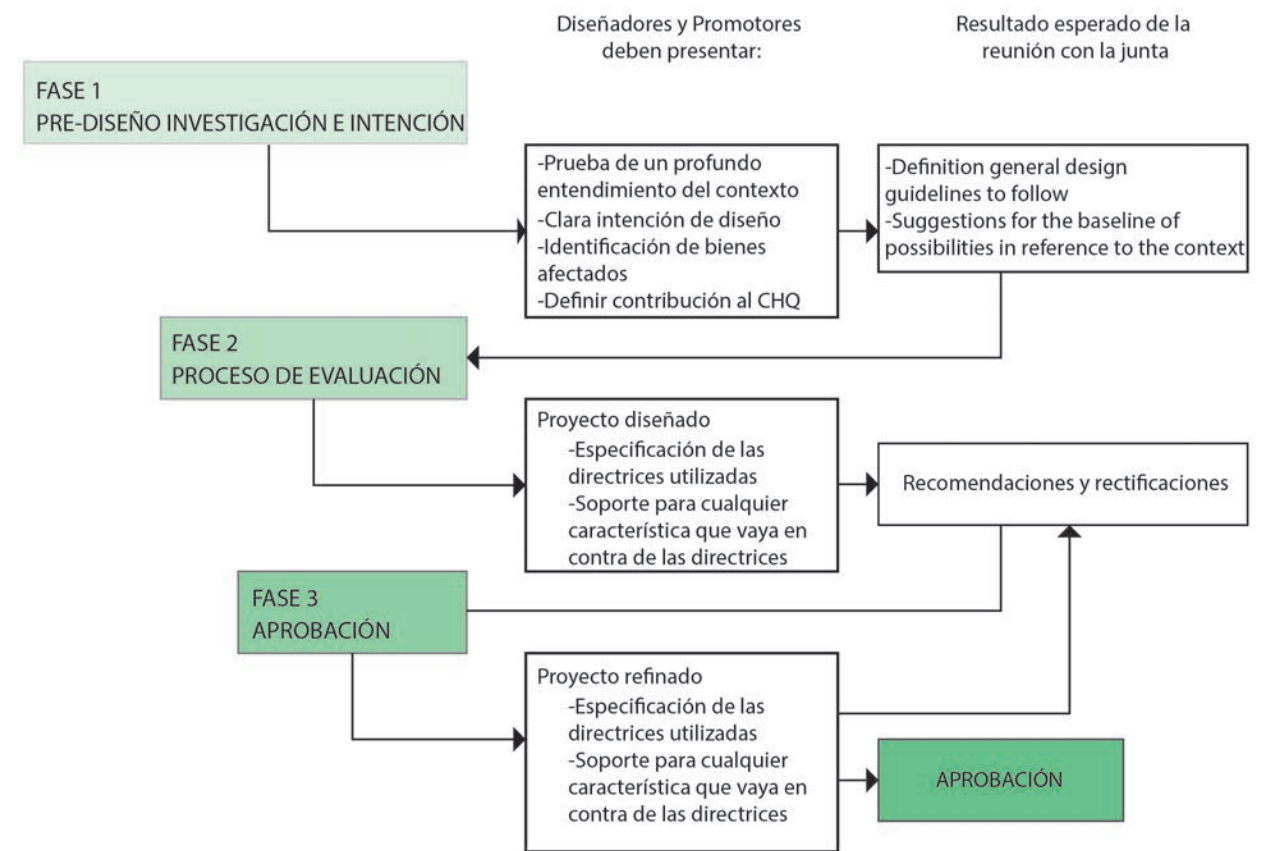 Diseñadores y Promotores
deben presentar:
Resultado esperado de la
reunión con la junta
FASE 1
PRE-DISEÑO INVESTIGACIÓN E INTENCIÓN
-Prueba de un profundo
entendimiento del contexto
-Clara intención de diseño
-Identificación de bienes
afectados
-Definir contribución al CHQ
-Definition general design
guidelines to follow
-Suggestions for the baseline of
possibilities in reference to the context
FASE 2
PROCESO DE EVALUACIÓN
Proyecto diseñado
-Especificación de las
directrices utilizadas
-Soporte para cualquier
característica que vaya en
contra de las directrices
Recomendaciones y rectificaciones
FASE 3
APROBACIÓN
Proyecto refinado
-Especificación de las
directrices utilizadas
-Soporte para cualquier
característica que vaya en
contra de las directrices
APROBACIÓN